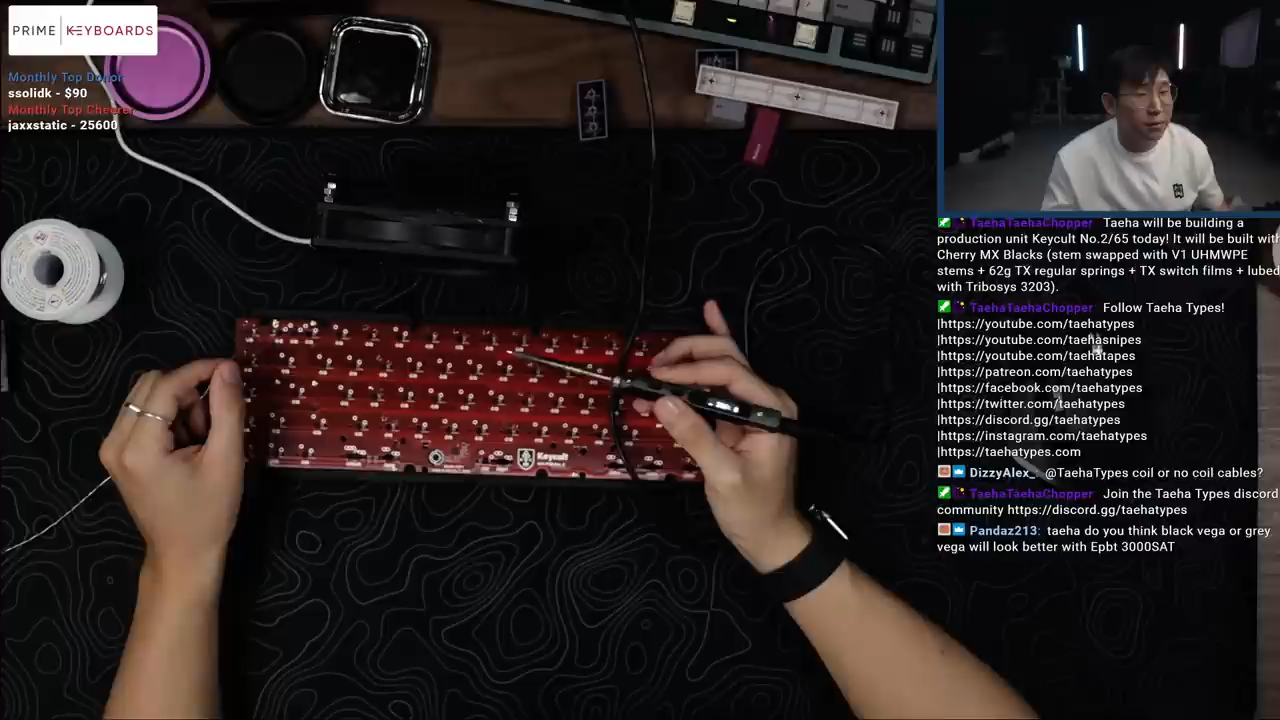 PRIME | KEYBOARDS
Monthly Top Donor
ssolidk - $90
Monthly Top Cheerer
jaxxstatic - 25600
Keycult
TaehaTaehaChopper Taeha will be building a
production unit Keycult No.2/65 today! It will be built with
Cherry MX Blacks (stem swapped with V1 UHMWPE
stems + 62g TX regular springs + TX switch films + lubed
with Tribosys 3203).
TaehaTaehaChopper Follow Taeha Types!
|https://youtube.com/taehatypes
|https://youtube.com/taehasnipes
|https://youtube.com/taehatapes
|https://patreon.com/taehatypes
|https://facebook.com/taehatypes
|https://twitter.com/taehatypes
|https://discord.gg/taehatypes
|https://instagram.com/taehatypes
|https://taehatypes.com
DizzyAlex_: @TaehaTypes coil or no coil cables?
TaehaTaehaChopper Join the Taeha Types discord
community https://discord.gg/taehatypes
Pandaz213: taeha do you think black vega or grey
vega will look better with Epbt 3000SAT